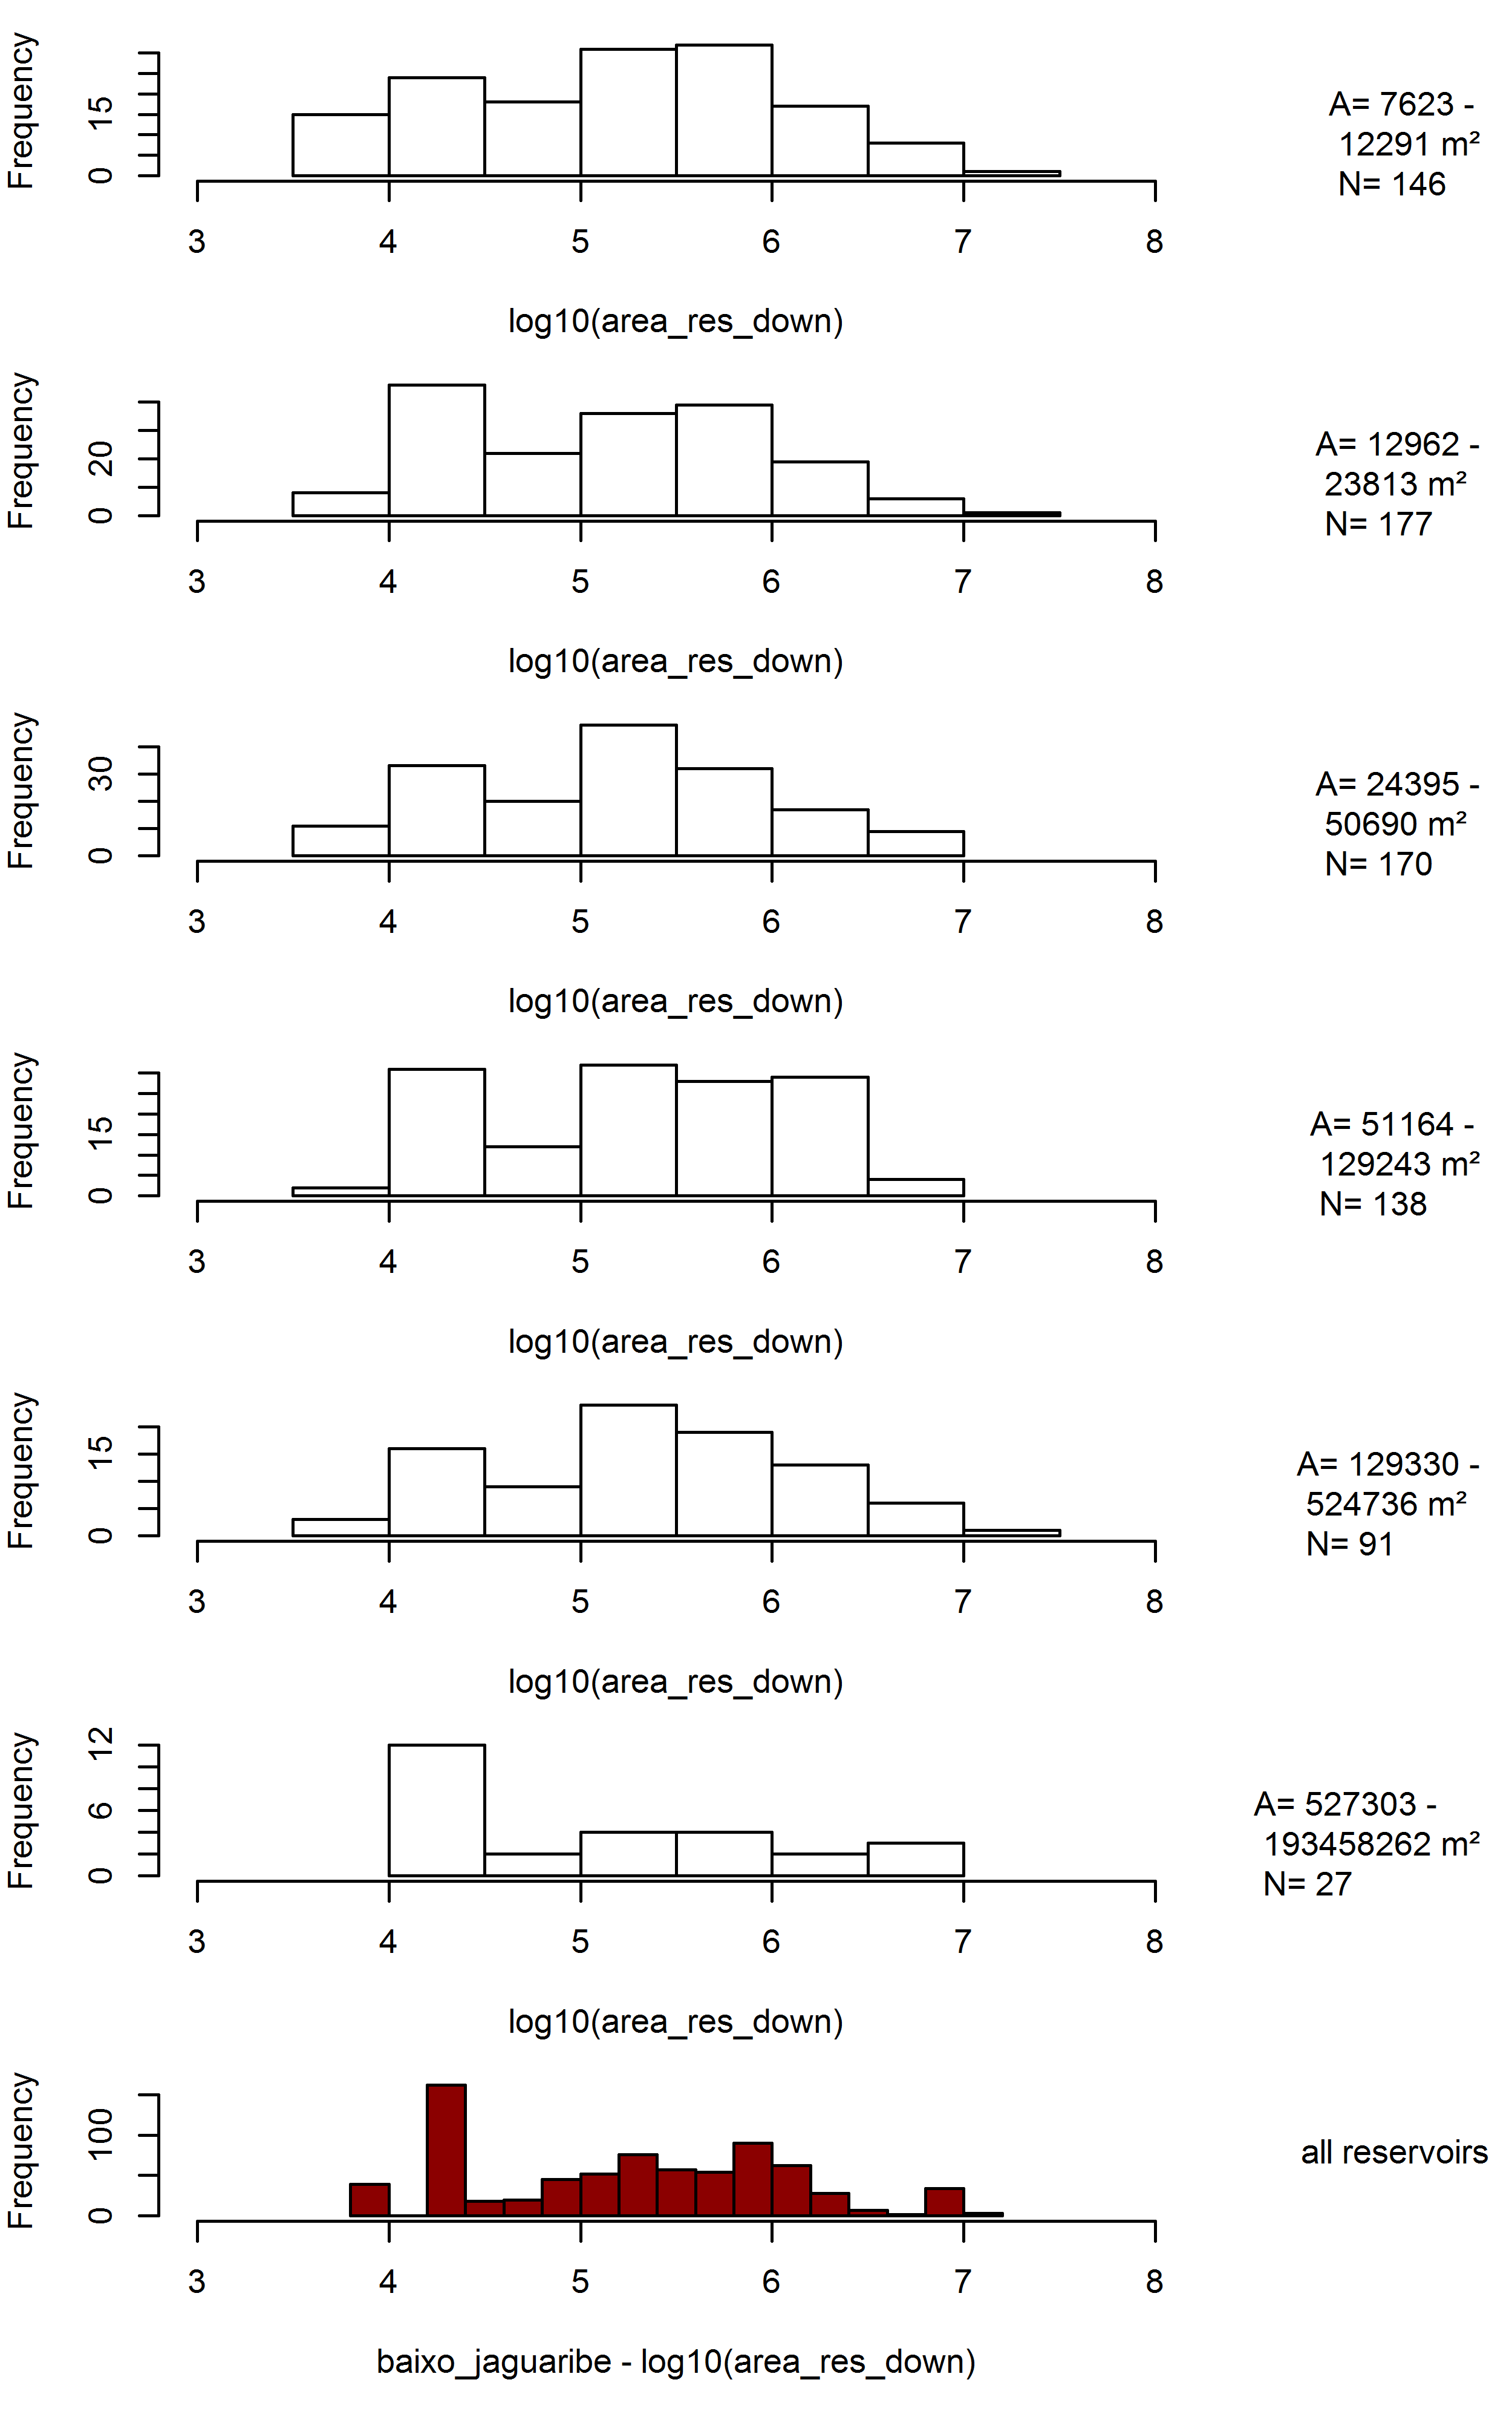 Frequency
0 15
A= 7623 -
12291 m²
N= 146
3 4 5 6 7 8
log10(area_res_down)
Frequency
0 20
A= 12962 -
23813 m²
N= 177
3 4 5 6 7 8
log10(area_res_down)
Frequency
0 30
A= 24395 -
50690 m²
N= 170
3 4 5 6 7 8
log10(area_res_down)
Frequency
0 15
A= 51164 -
129243 m²
N= 138
3 4 5 6 7 8
log10(area_res_down)
Frequency
0 15
A= 129330 -
524736 m²
N= 91
3 4 5 6 7 8
log10(area_res_down)
Frequency
0 6 12
A= 527303 -
193458262 m²
N= 27
3 4 5 6 7 8
log10(area_res_down)
Frequency
0 100
all reservoirs
3 4 5 6 7 8
baixo_jaguaribe - log10(area_res_down)